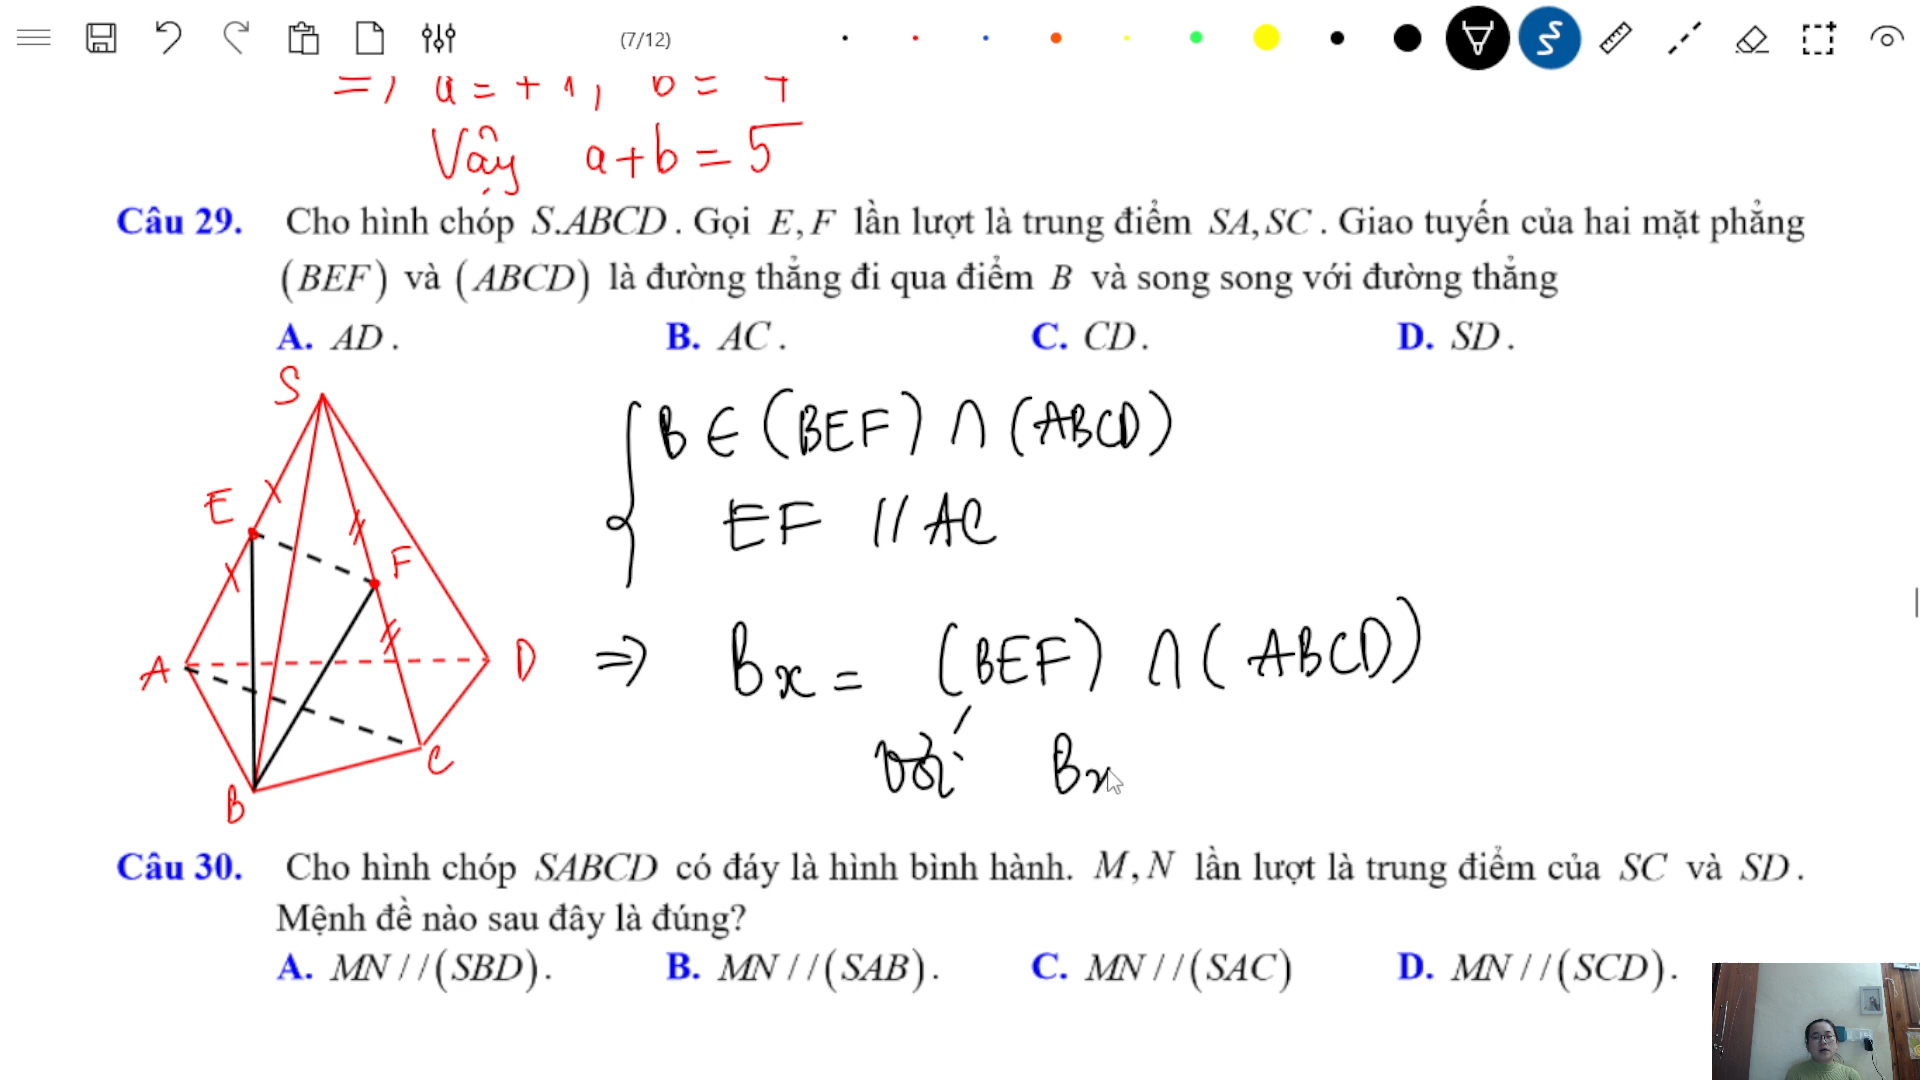 (7/12)
=) a = + 1, b = 4
Vậy a+b = 5
Câu 29. Cho hình chóp S.ABCD. Gọi E, F lần lượt là trung điểm SA, SC. Giao tuyến của hai mặt phẳng
(BEF) và (ABCD) là đường thẳng đi qua điểm B và song song với đường thẳng
A. AD. B. AC. C. CD. D. SD.
S
E
F
A
D
C
B
{ B ∈ (BEF) ∩ (ABCD)
EF // AC
=> Bx = (BEF) ∩ (ABCD)
với Bx
Câu 30. Cho hình chóp SABCD có đáy là hình bình hành. M, N lần lượt là trung điểm của SC và SD.
Mệnh đề nào sau đây là đúng?
A. MN//(SBD). B. MN//(SAB). C. MN//(SAC) D. MN//(SCD).